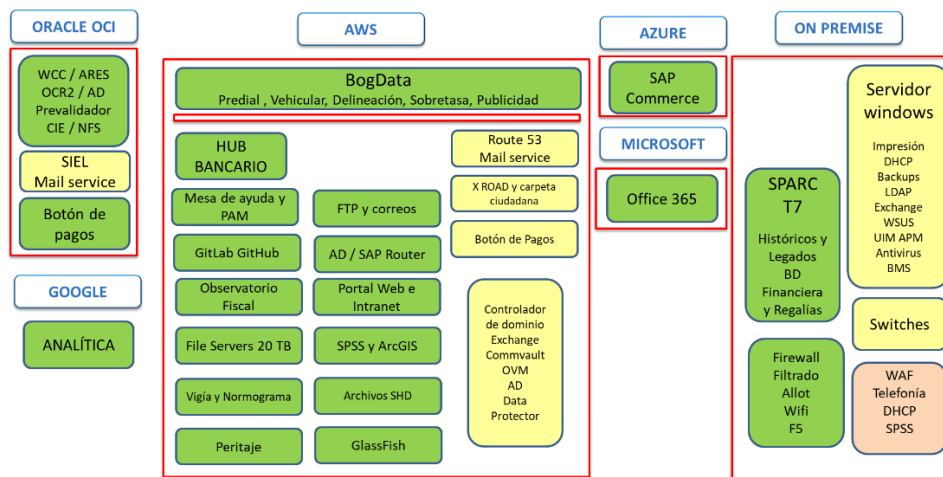 ORACLE OCI
WCC / ARES
OCR2 / AD
Prevalidador
CIE / NFS
SIEL
Mail service
Botón de
pagos
GOOGLE
ANALÍTICA
AWS
BogData
Predial , Vehicular, Delineación, Sobretasa, Publicidad
HUB
BANCARIO
Mesa de ayuda y
PAM
GitLab GitHub
Observatorio
Fiscal
File Servers 20 TB
Vigía y Normograma
Peritaje
FTP y correos
AD / SAP Router
Portal Web e
Intranet
SPSS y ArcGIS
Archivos SHD
GlassFish
Route 53
Mail service
X ROAD y carpeta
ciudadana
Botón de Pagos
Controlador
de dominio
Exchange
Commvault
OVM
AD
Data
Protector
AZURE
SAP
Commerce
MICROSOFT
Office 365
ON PREMISE
SPARC
T7
Históricos y
Legados
BD
Financiera
y Regalías
Firewall
Filtrado
Allot
Wifi
F5
Servidor
windows
Impresión
DHCP
Backups
LDAP
Exchange
WSUS
UIM APM
Antivirus
BMS
Switches
WAF
Telefonía
DHCP
SPSS